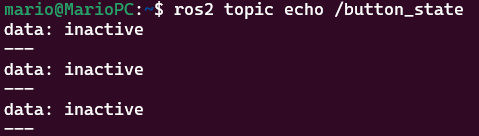 mario@MarioPC:~$ ros2 topic echo /button_state
data: inactive
---
data: inactive
---
data: inactive
---